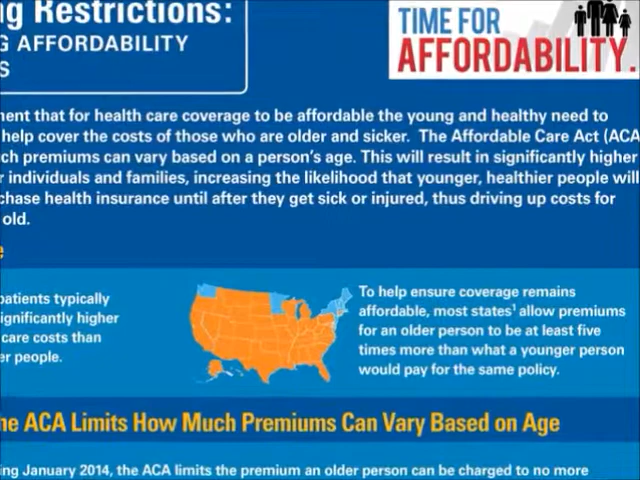 ng Restrictions:
G AFFORDABILITY
S
TIME FOR
AFFORDABILITY.
nent that for health care coverage to be affordable the young and healthy need to
help cover the costs of those who are older and sicker. The Affordable Care Act (ACA
ch premiums can vary based on a person's age. This will result in significantly higher
r individuals and families, increasing the likelihood that younger, healthier people will
chase health insurance until after they get sick or injured, thus driving up costs for
old.
e
patients typically
significantly higher
care costs than
er people.
To help ensure coverage remains
affordable, most states¹ allow premiums
for an older person to be at least five
times more than what a younger person
would pay for the same policy.
he ACA Limits How Much Premiums Can Vary Based on Age
ing January 2014, the ACA limits the premium an older person can be charged to no more